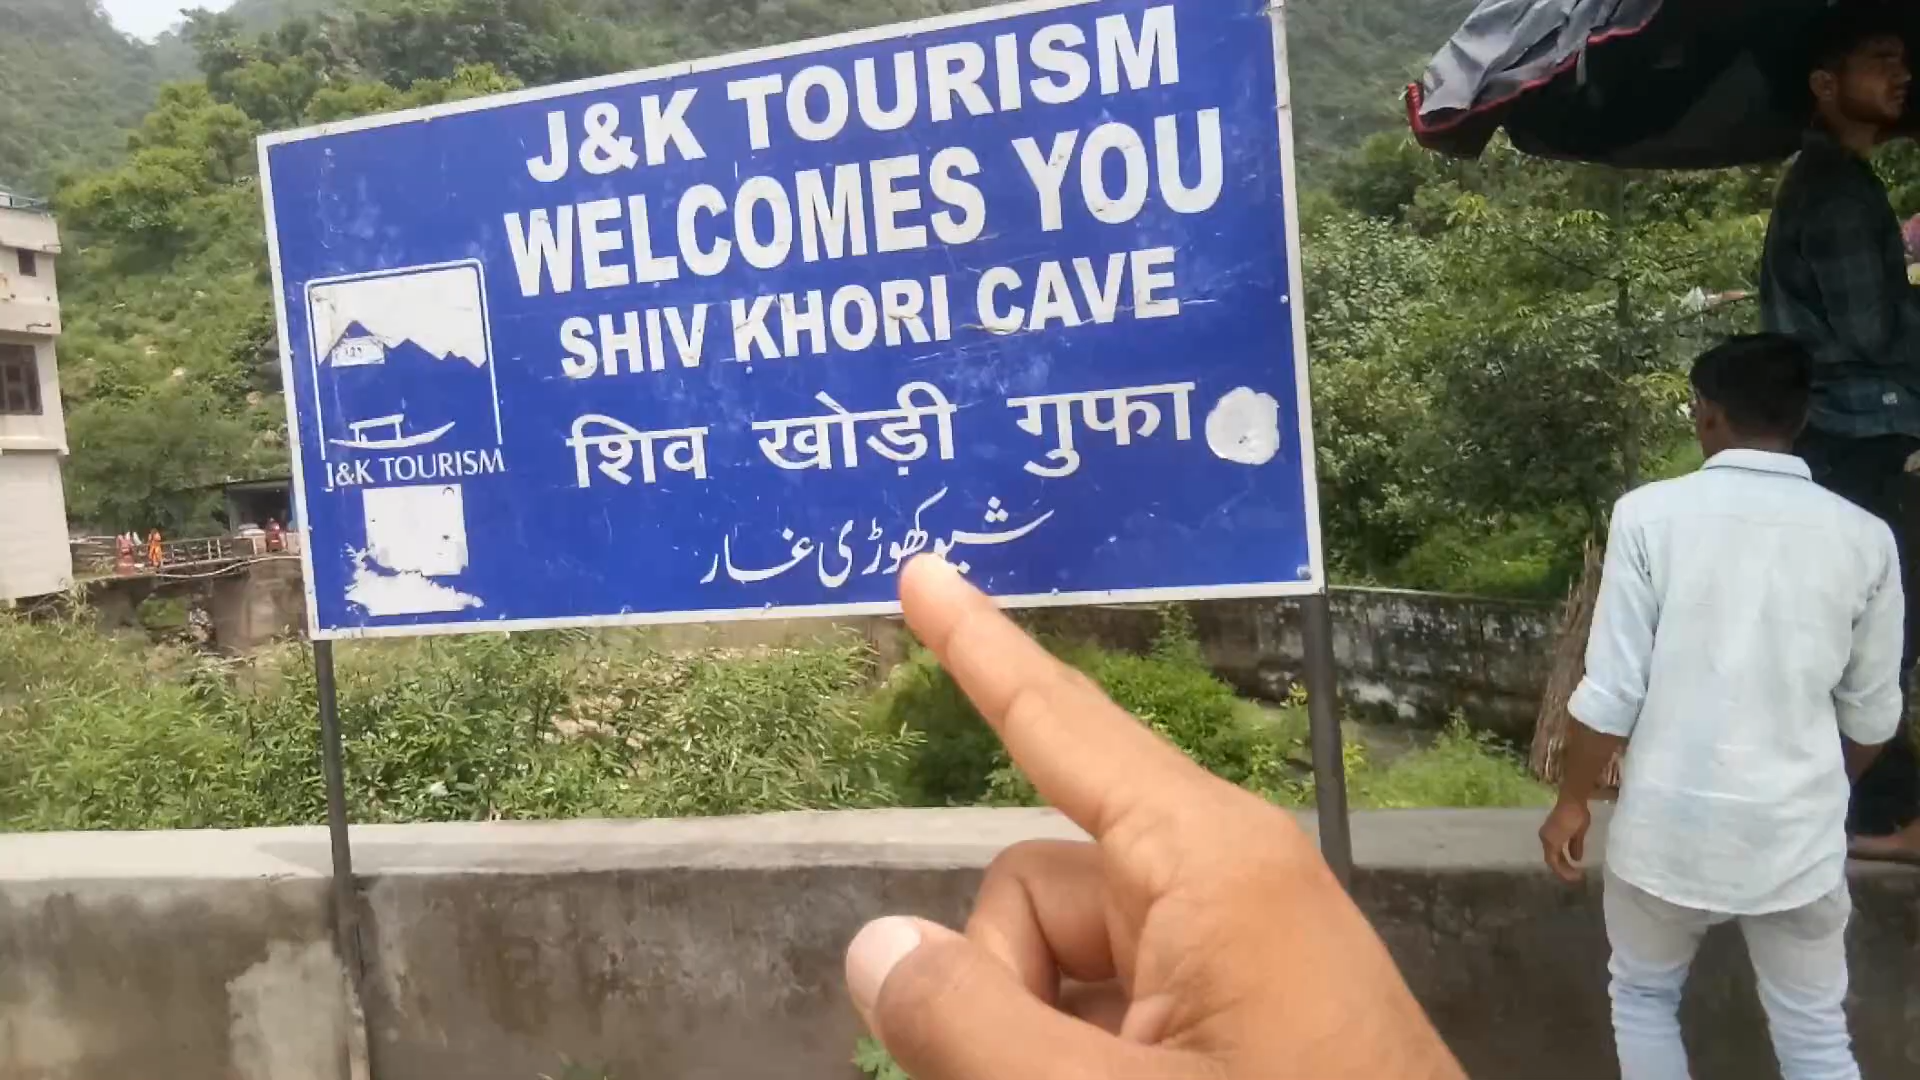 J&K TOURISM
WELCOMES YOU
SHIV KHORI CAVE
शिव खोड़ी गुफा
شیو کھوڑی غار
J&K TOURISM